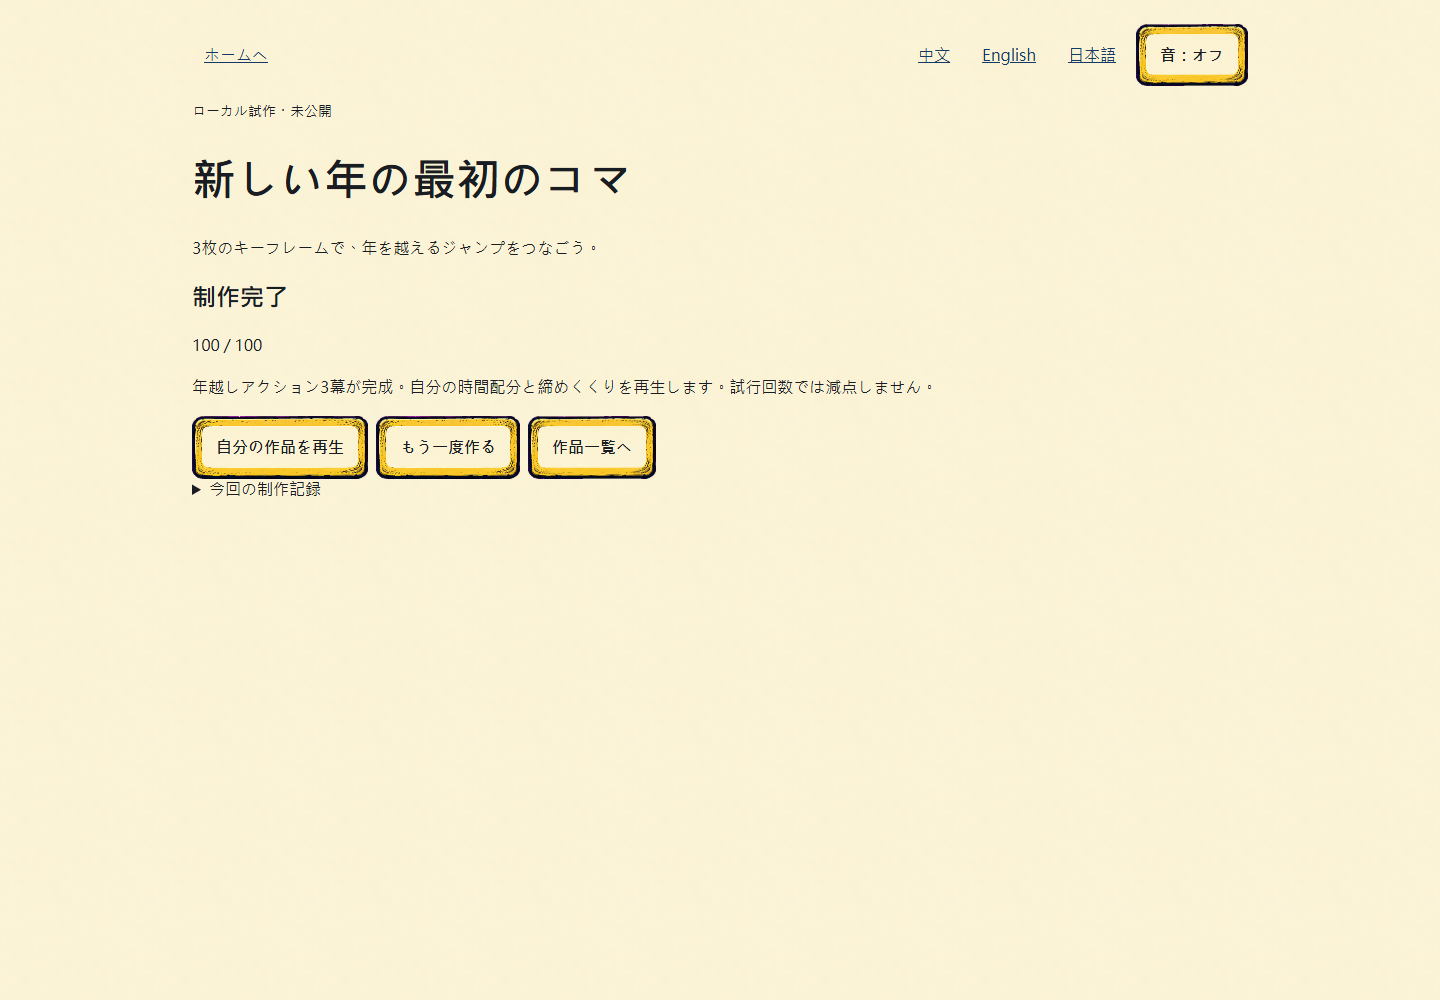 ホームへ 中文 English 日本語 音：オフ
ローカル試作・未公開
新しい年の最初のコマ
3枚のキーフレームで、年を越えるジャンプをつなごう。
制作完了
100 / 100
年越しアクション3幕が完成。自分の時間配分と締めくくりを再生します。試行回数では減点しません。
自分の作品を再生 もう一度作る 作品一覧へ
▶ 今回の制作記録